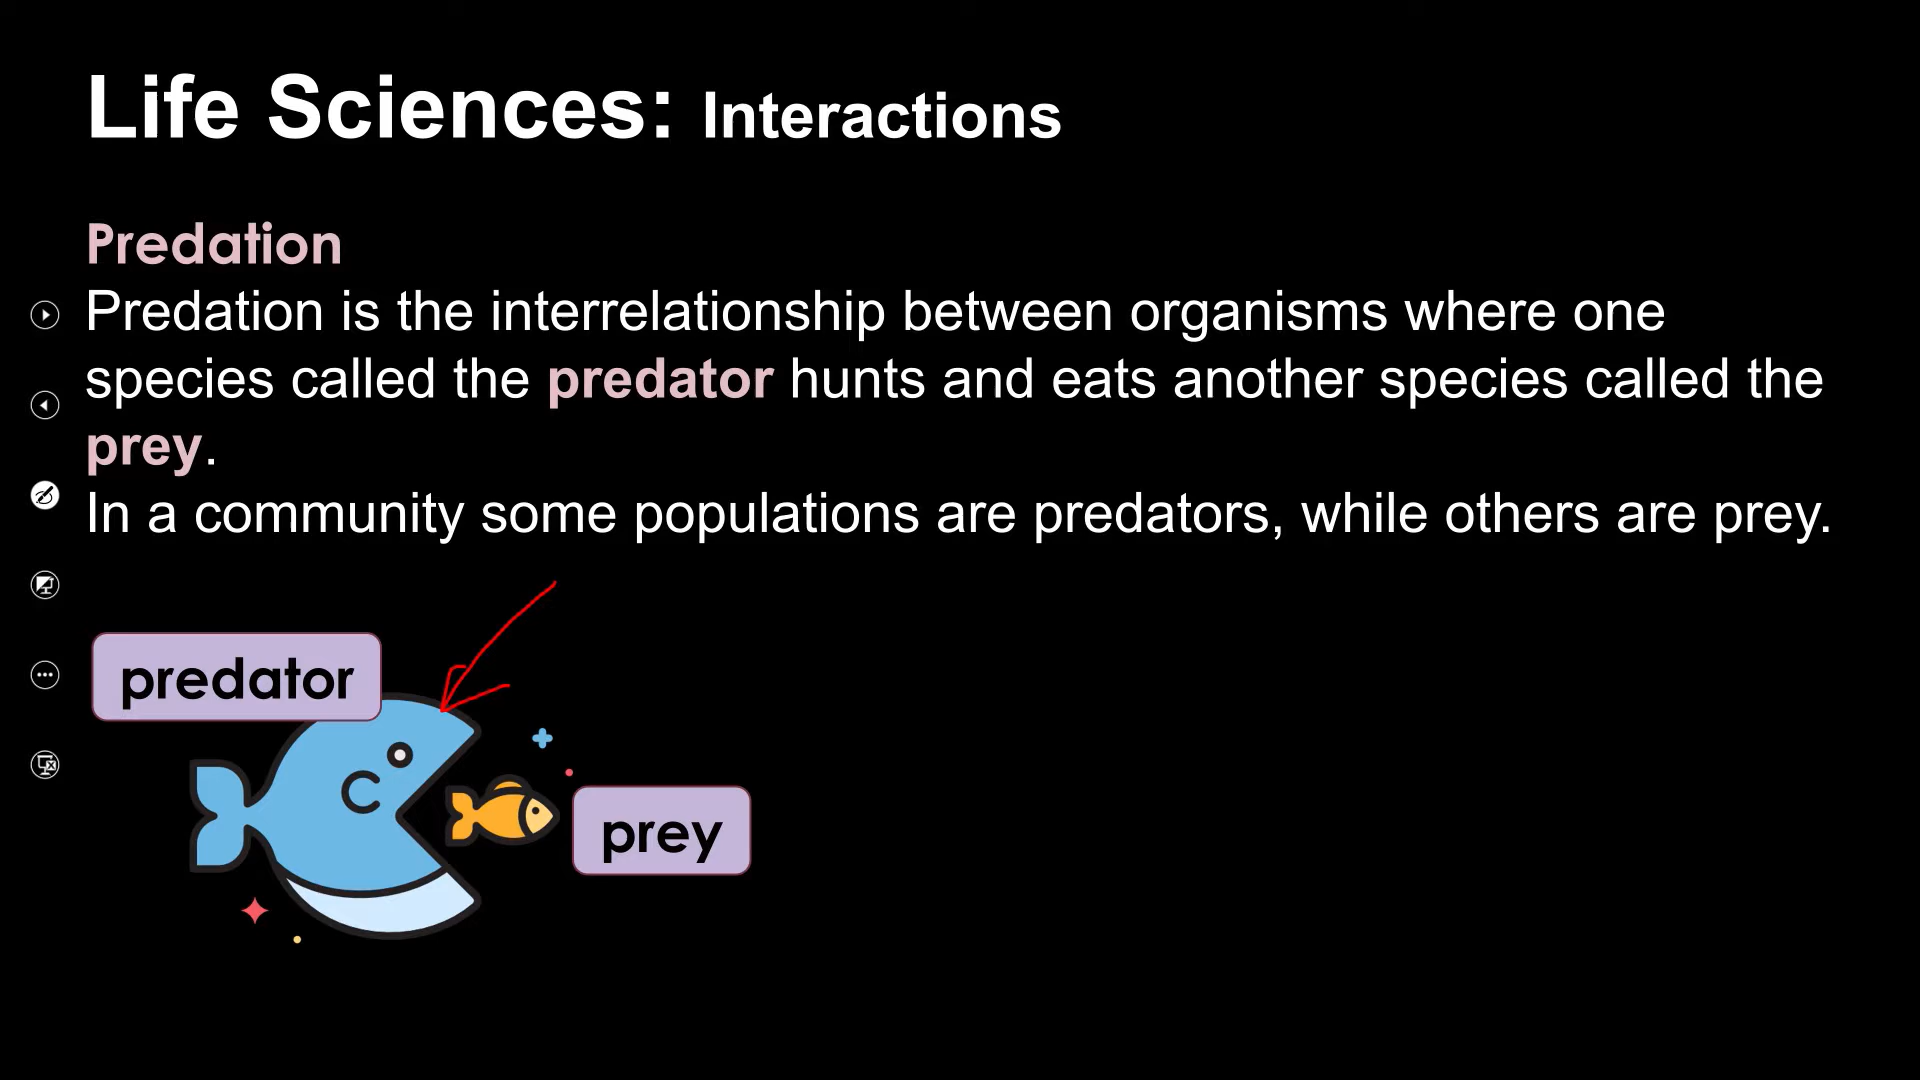 Life Sciences: Interactions
Predation
Predation is the interrelationship between organisms where one
species called the predator hunts and eats another species called the
prey.
In a community some populations are predators, while others are prey.
predator
prey